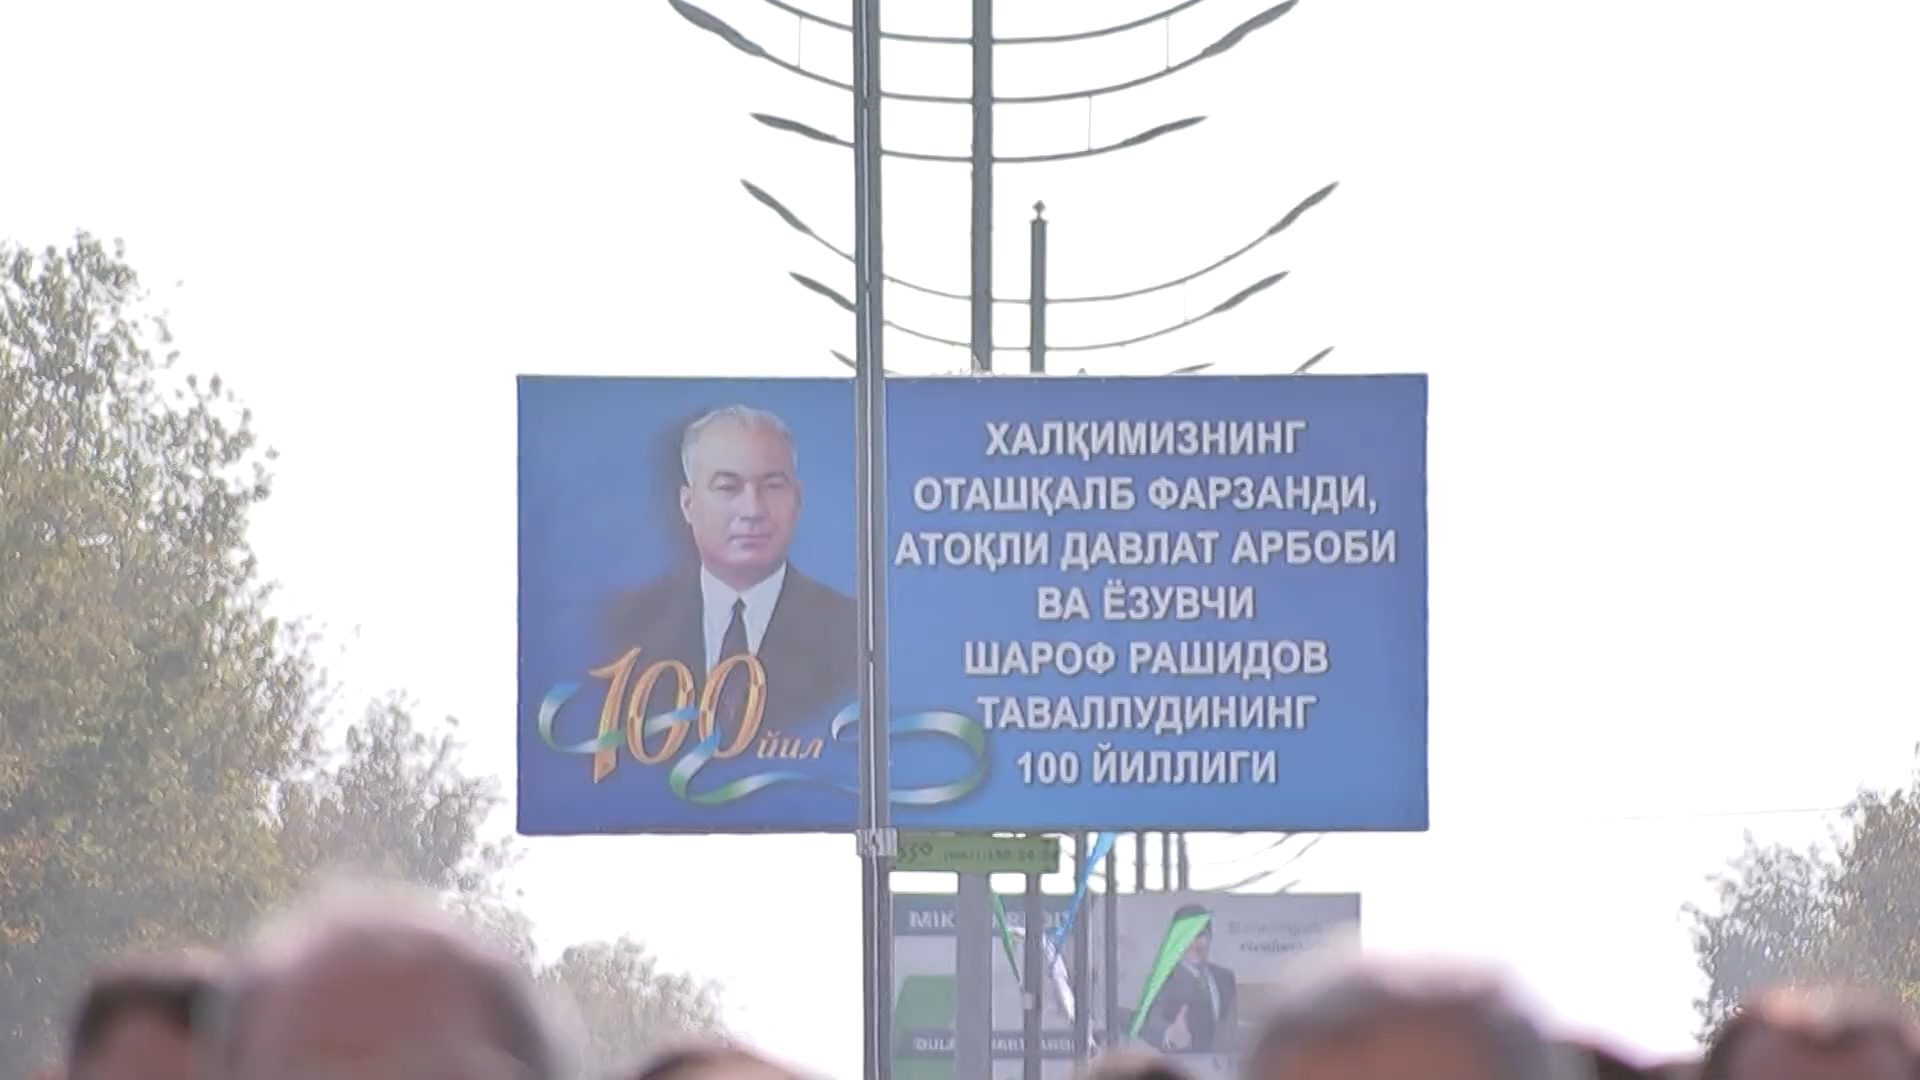 ХАЛҚИМИЗНИНГ
ОТАШҚАЛБ ФАРЗАНДИ,
АТОҚЛИ ДАВЛАТ АРБОБИ
ВА ЁЗУВЧИ
ШАРОФ РАШИДОВ
ТАВАЛЛУДИНИНГ
100 ЙИЛЛИГИ
100 йил